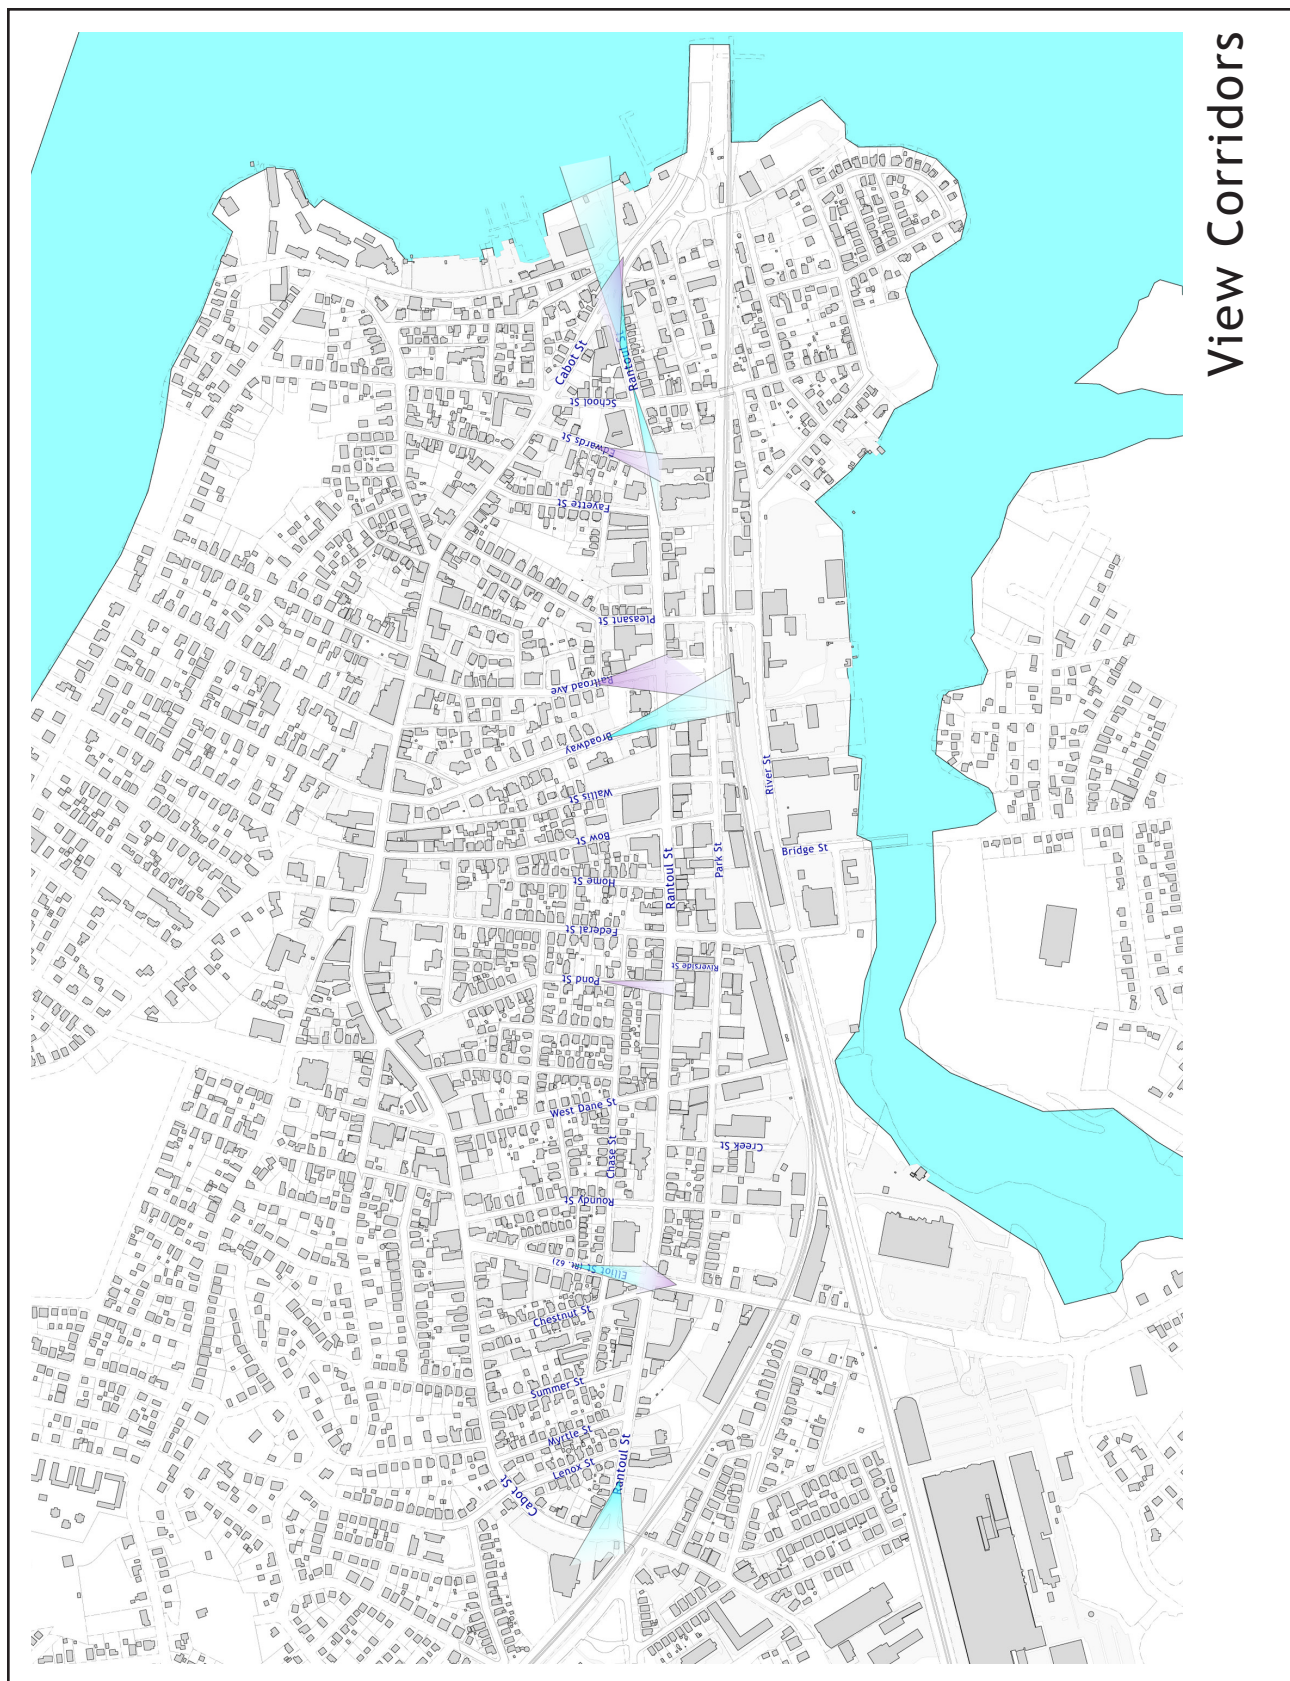 View Corridors
Cabot St
Rantoul St
School St
Edwards St
Fayette St
Pleasant St
Railroad Ave
Broadway
River St
Wallis St
Bow St
Bridge St
Park St
Rantoul St
Home St
Federal St
Riverside St
Pond St
West Dane St
Creek St
Chase St
Roundy St
Elliot St (Rt. 62)
Chestnut St
Summer St
Myrtle St
Rantoul St
Lenox St
Cabot St